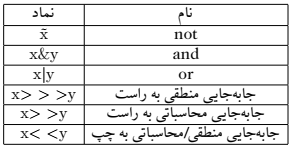 نماد نام
x̃ not
x&y and
x|y or
x> > >y جابه‌جایی منطقی به راست
x> >y جابه‌جایی محاسباتی به راست
x< <y جابه‌جایی منطقی/محاسباتی به چپ